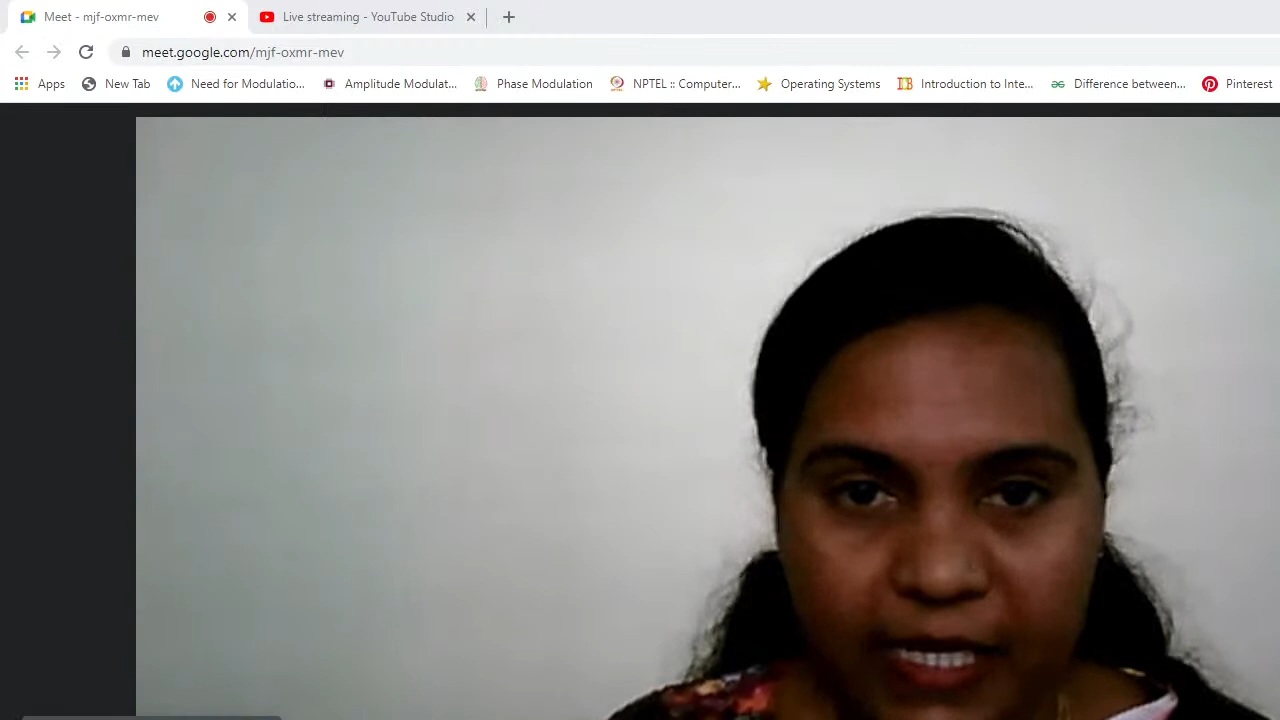 Meet - mjf-oxmr-mev Live streaming - YouTube Studio
meet.google.com/mjf-oxmr-mev
Apps New Tab Need for Modulatio... Amplitude Modulat... Phase Modulation NPTEL :: Computer... Operating Systems Introduction to Inte... Difference between... Pinterest